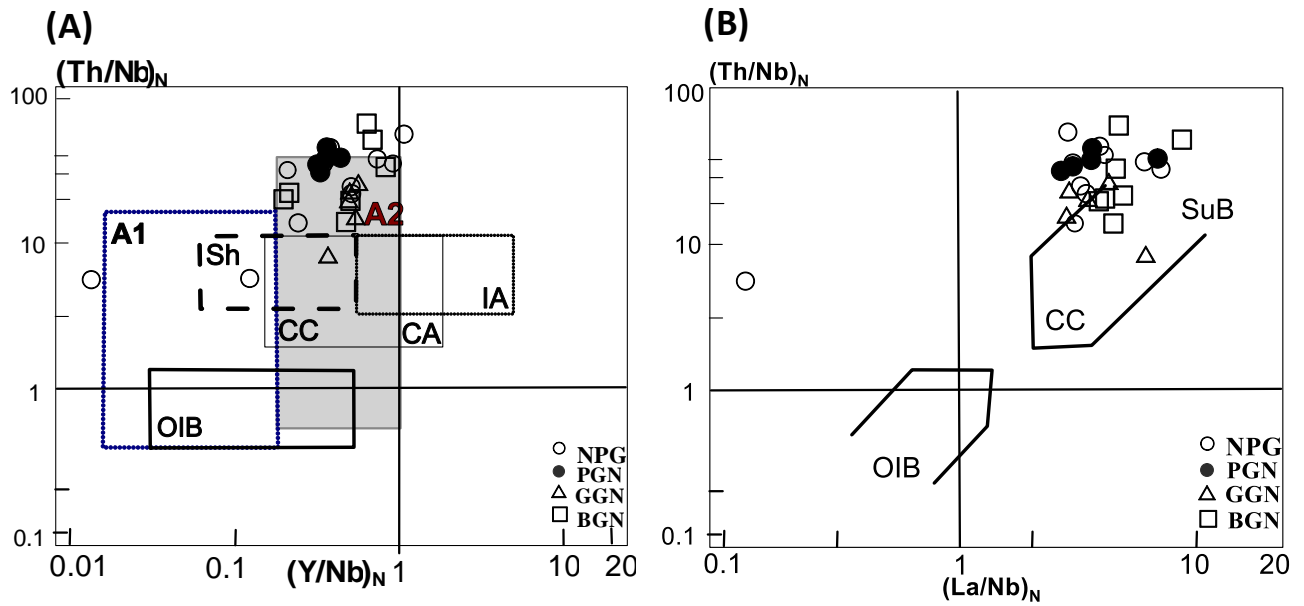 (A)
(Th/Nb)N
100
10
1
0.1
A1
Sh
A2
IA
CC
CA
OIB
NPG
PGN
GGN
BGN
0.01
0.1
(Y/Nb)N
1
10
20
(B)
(Th/Nb)N
100
10
1
0.1
SuB
CC
OIB
NPG
PGN
GGN
BGN
0.1
1
10
20
(La/Nb)N